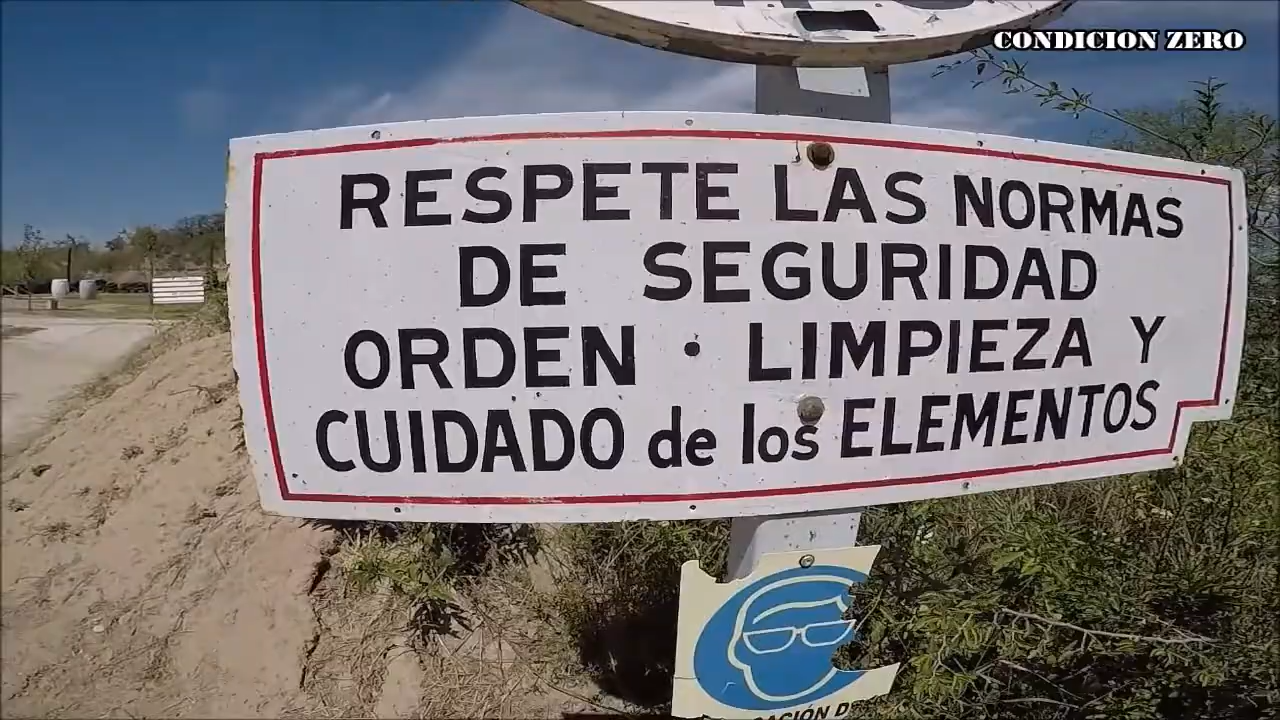 CONDICION ZERO
RESPETE LAS NORMAS
DE SEGURIDAD
ORDEN · LIMPIEZA Y
CUIDADO de los ELEMENTOS